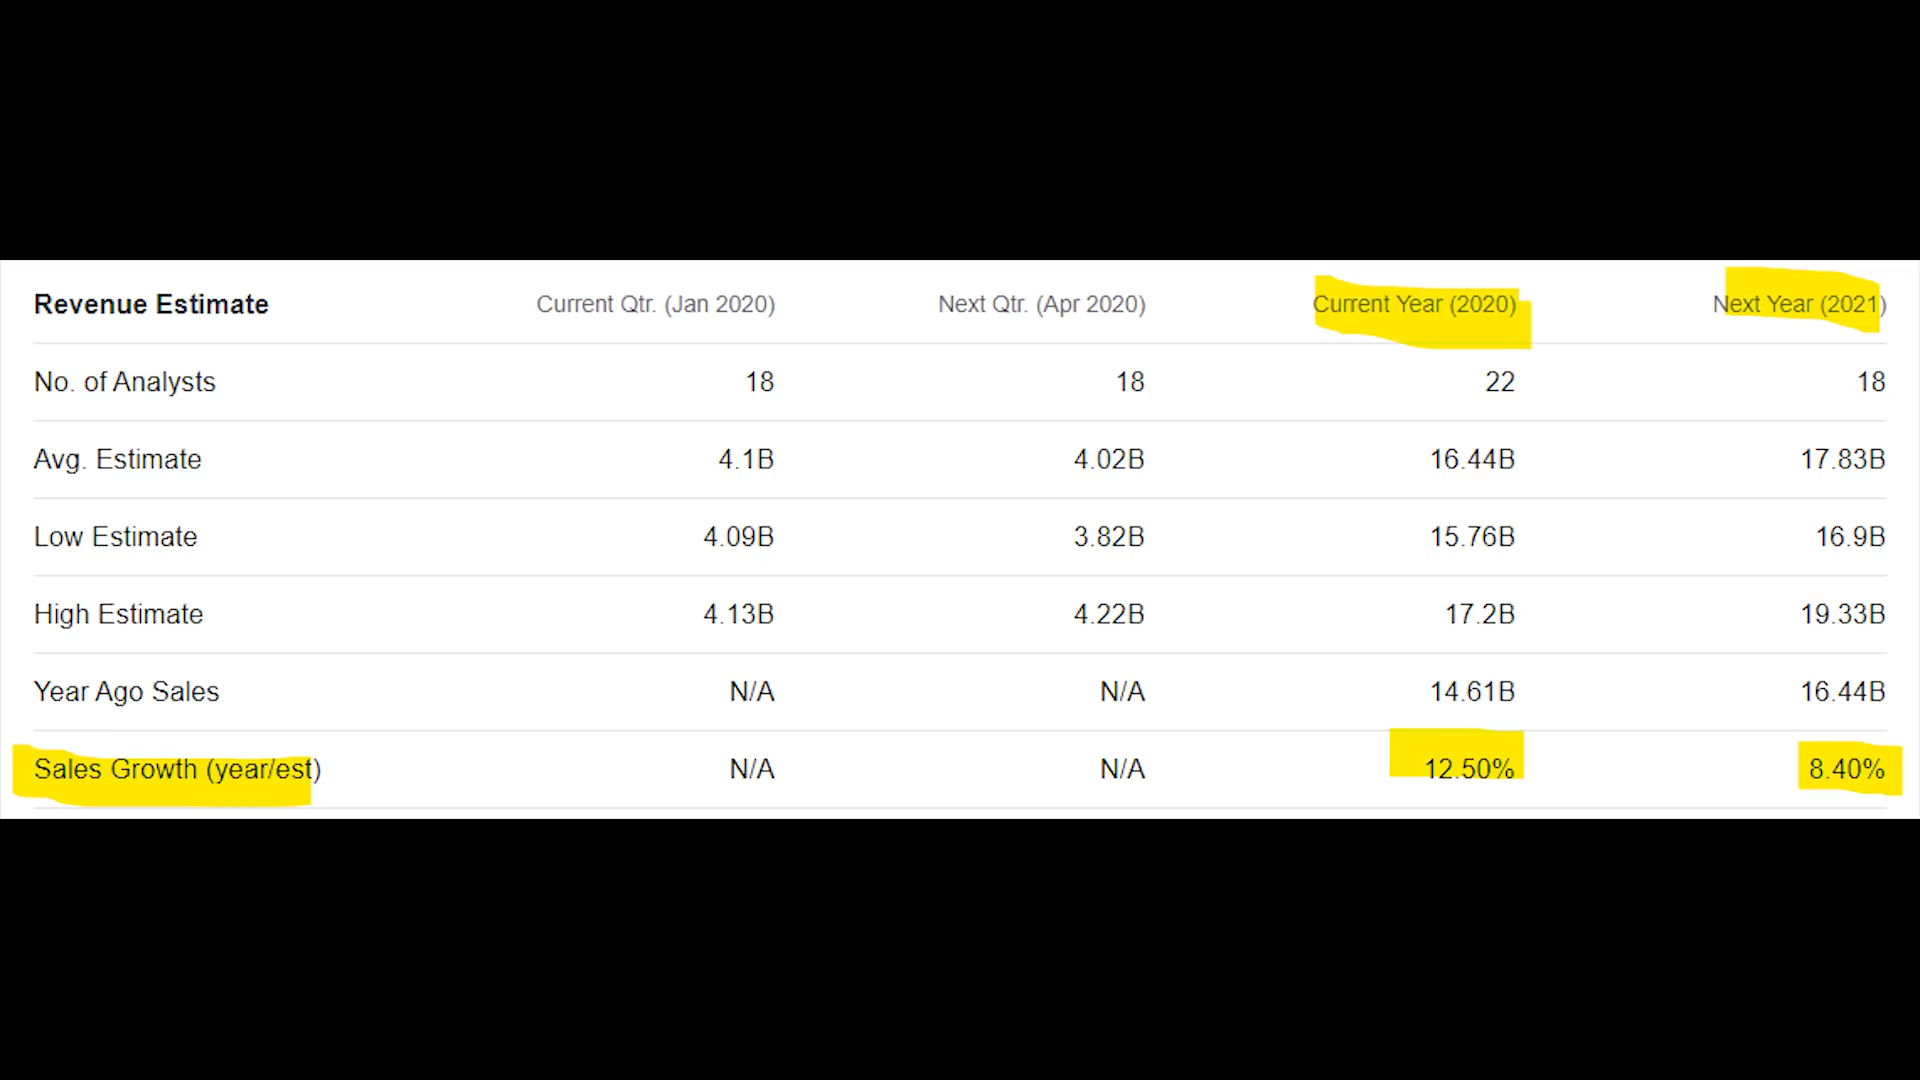 Revenue Estimate Current Qtr. (Jan 2020) Next Qtr. (Apr 2020) Current Year (2020) Next Year (2021)
No. of Analysts 18 18 22 18
Avg. Estimate 4.1B 4.02B 16.44B 17.83B
Low Estimate 4.09B 3.82B 15.76B 16.9B
High Estimate 4.13B 4.22B 17.2B 19.33B
Year Ago Sales N/A N/A 14.61B 16.44B
Sales Growth (year/est) N/A N/A 12.50% 8.40%